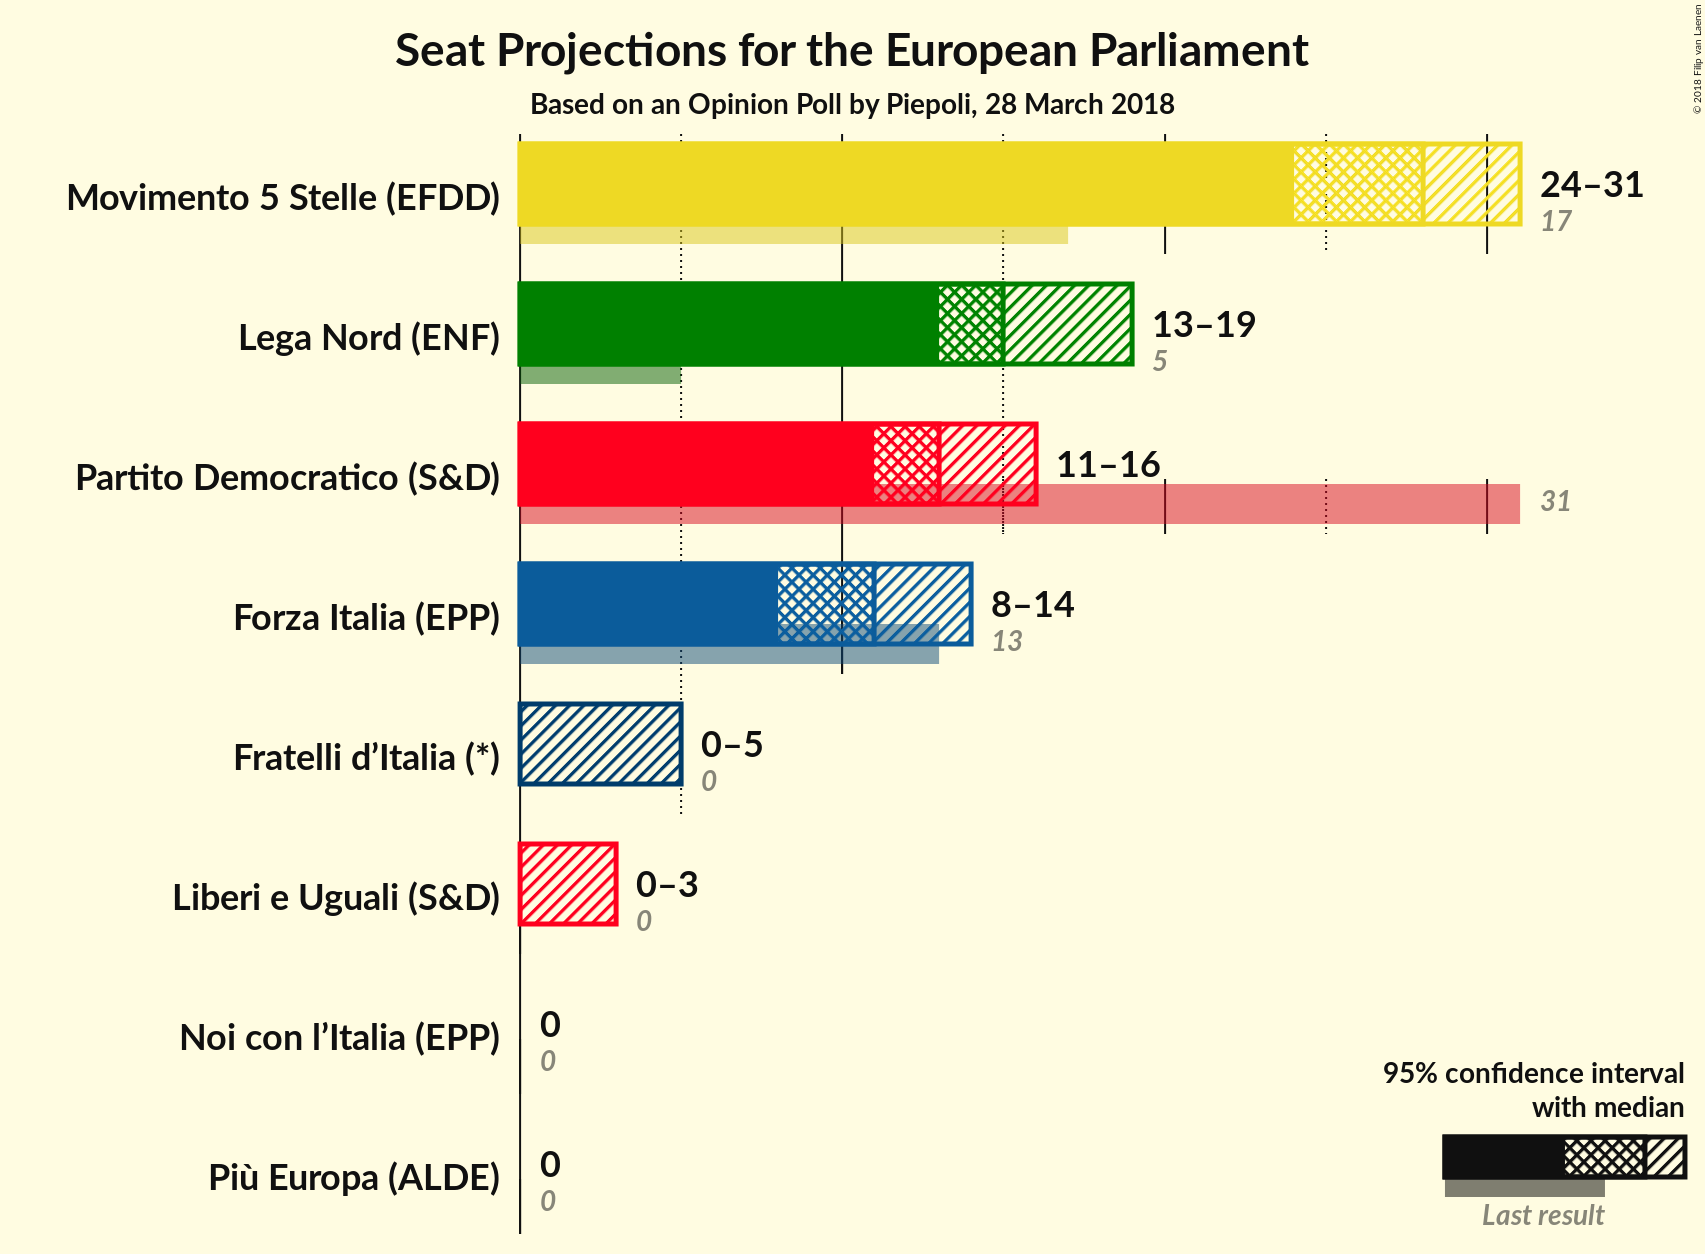 Seat Projections for the European Parliament
Based on an Opinion Poll by Piepoli, 28 March 2018
© 2018 Filip van Laenen
Movimento 5 Stelle (EFDD)
24–31
17
Lega Nord (ENF)
13–19
5
Partito Democratico (S&D)
11–16
31
Forza Italia (EPP)
8–14
13
Fratelli d’Italia (*)
0–5
0
Liberi e Uguali (S&D)
0–3
0
Noi con l’Italia (EPP)
0
0
Più Europa (ALDE)
0
0
95% confidence interval
with median
Last result